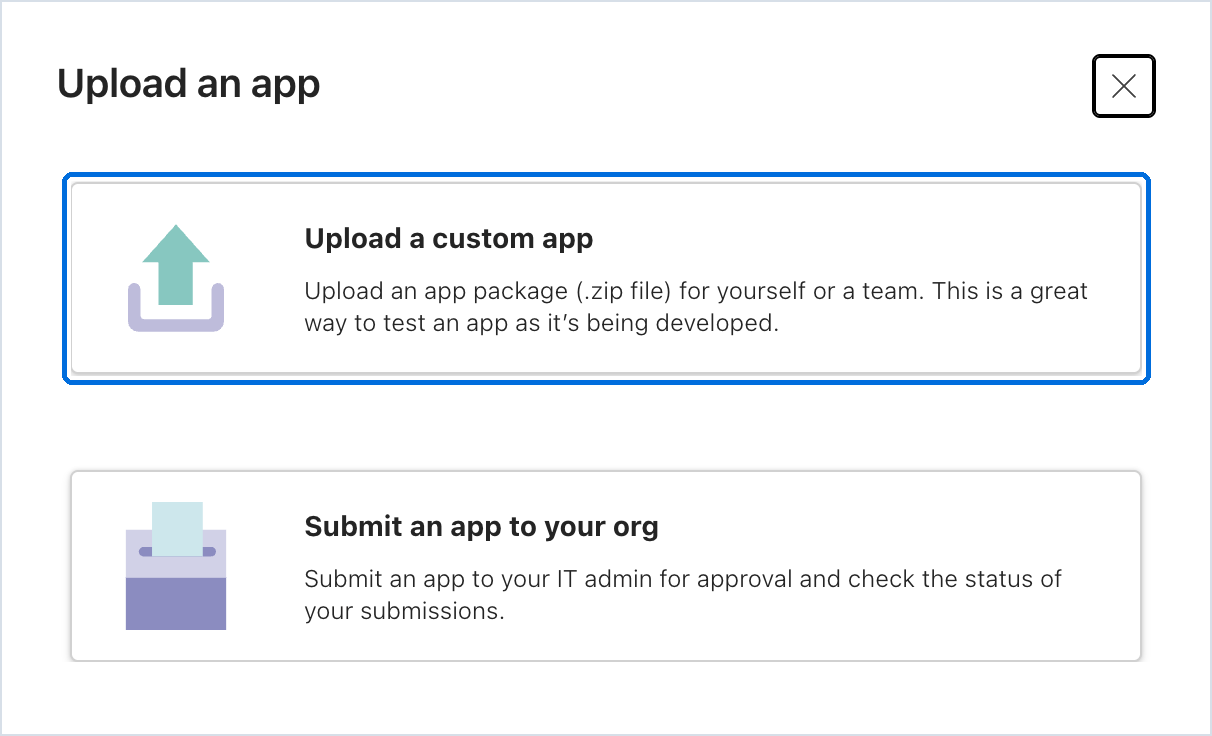 Upload an app
Upload a custom app
Upload an app package (.zip file) for yourself or a team. This is a great
way to test an app as it’s being developed.
Submit an app to your org
Submit an app to your IT admin for approval and check the status of
your submissions.